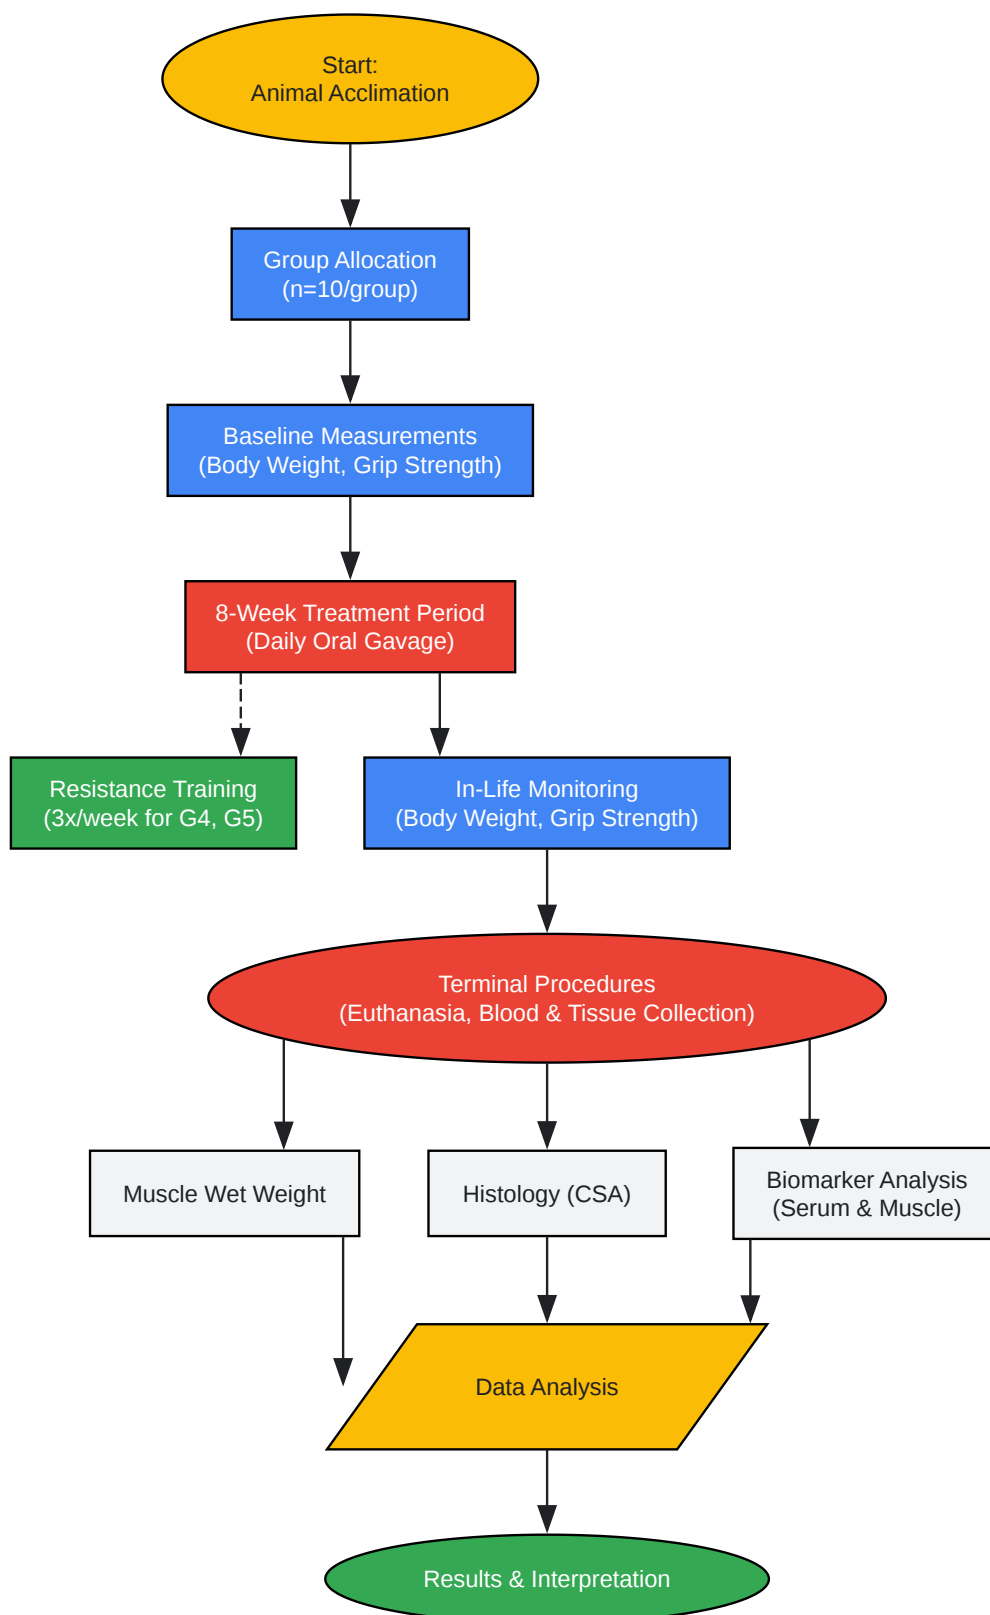 Start:
Animal Acclimation
Group Allocation
(n=10/group)
Baseline Measurements
(Body Weight, Grip Strength)
8-Week Treatment Period
(Daily Oral Gavage)
Resistance Training
(3x/week for G4, G5)
In-Life Monitoring
(Body Weight, Grip Strength)
Terminal Procedures
(Euthanasia, Blood & Tissue Collection)
Muscle Wet Weight
Histology (CSA)
Biomarker Analysis
(Serum & Muscle)
Data Analysis
Results & Interpretation